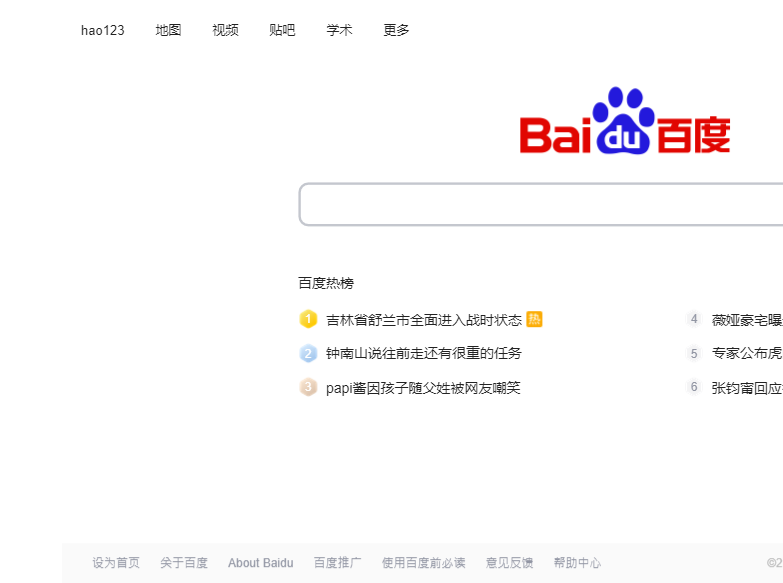 hao123 地图 视频 贴吧 学术 更多
Baidu百度
百度热榜
1 吉林省舒兰市全面进入战时状态 热
4 薇娅豪宅曝
2 钟南山说往前走还有很重的任务
5 专家公布虎
3 papi酱因孩子随父姓被网友嘲笑
6 张钧甯回应
设为首页 关于百度 About Baidu 百度推广 使用百度前必读 意见反馈 帮助中心 ©2